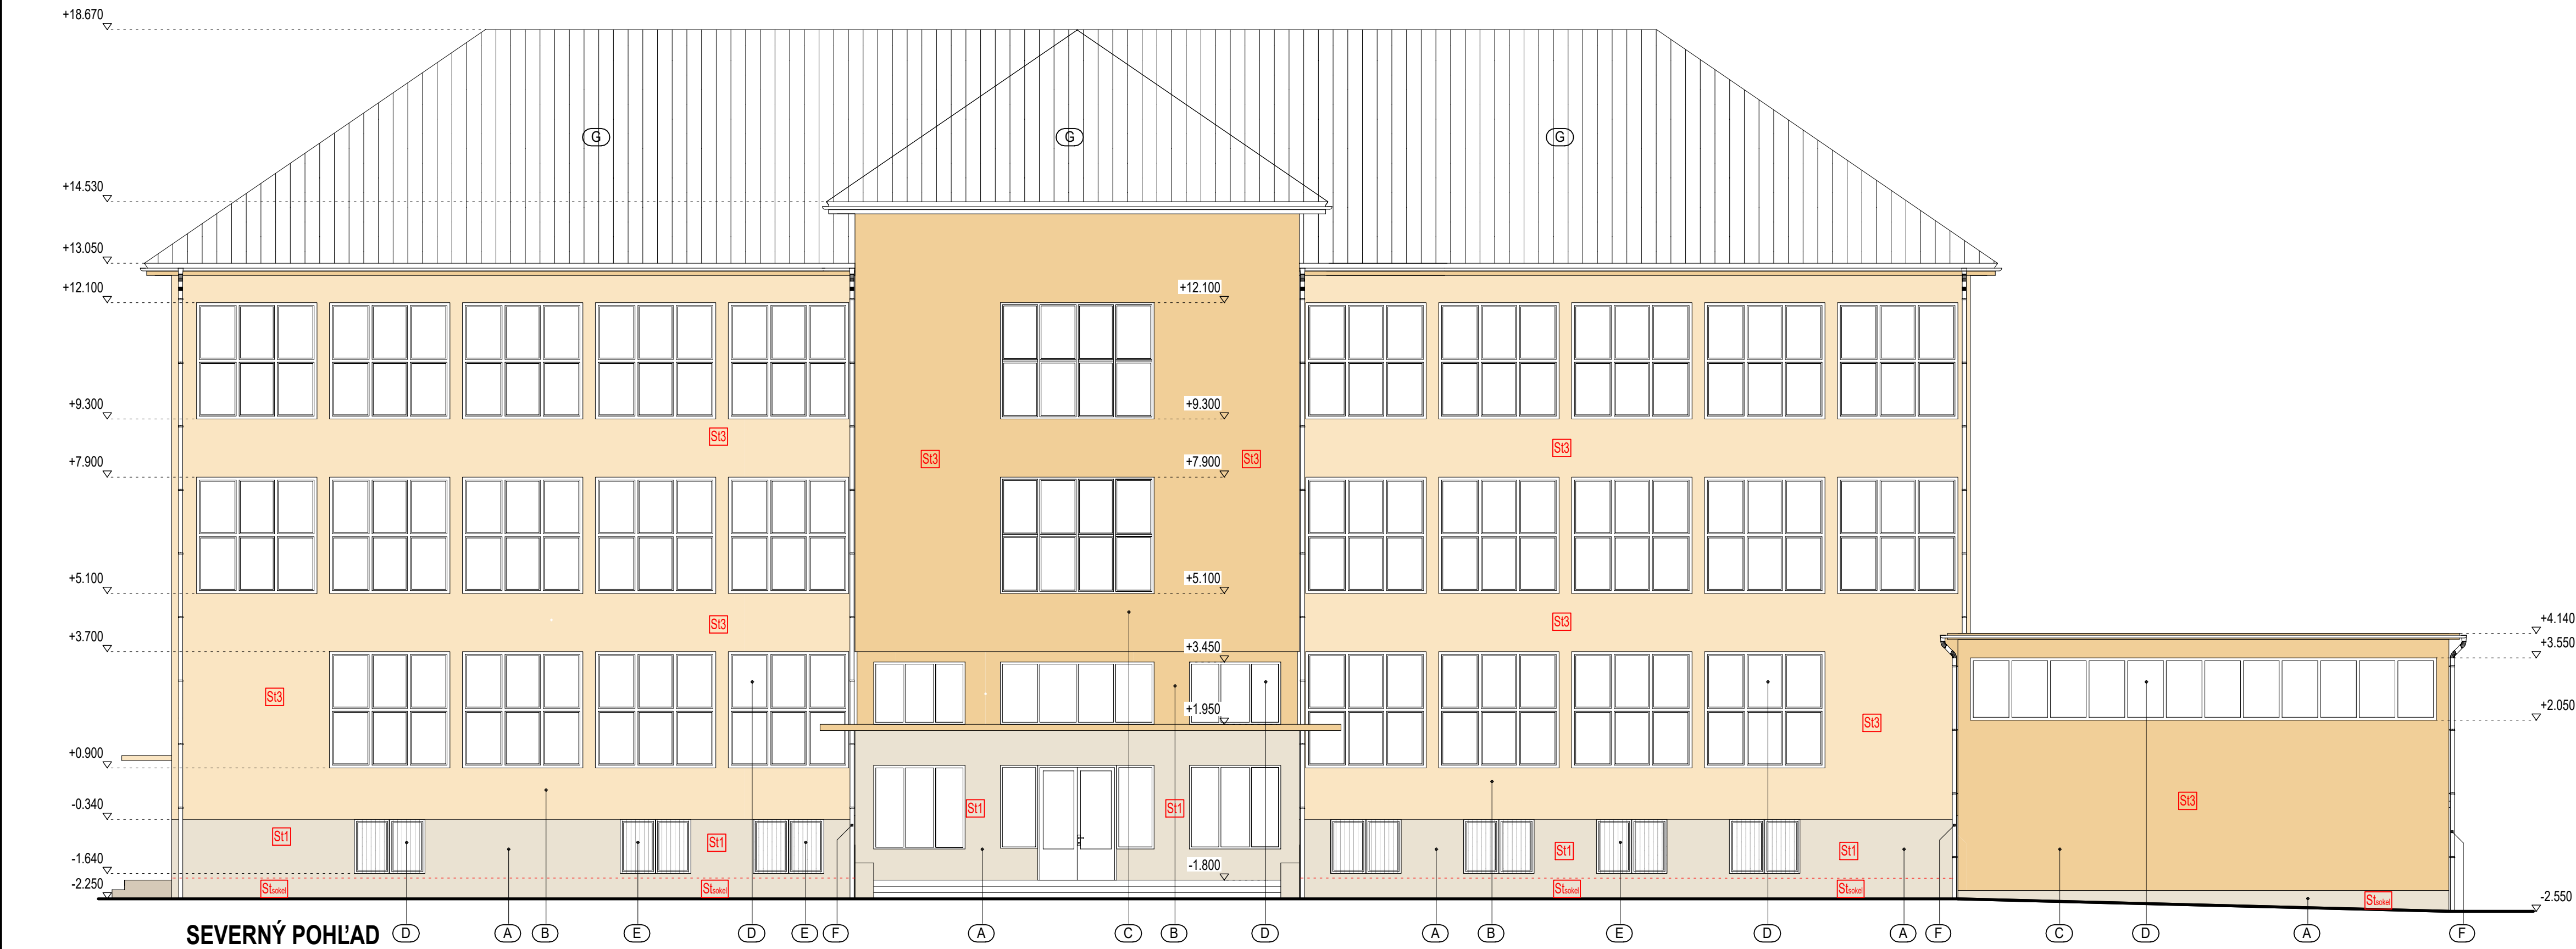 +18.670
G G G
+14.530
+13.050
+12.100 +12.100
+9.300 +9.300
St3 St3 St3 St3
+7.900 +7.900
+5.100 +5.100
St3 St3 +4.140
+3.700 +3.450 +3.550
St3 +1.950 St3 +2.050
+0.900
-0.340 St1 St1 St3
St1 St1 St1 St1
-1.640 -1.800
-2.250 Stsokel Stsokel Stsokel Stsokel Stsokel -2.550
SEVERNÝ POHĽAD D A B E D E F A C B D A B E D A F C D A F